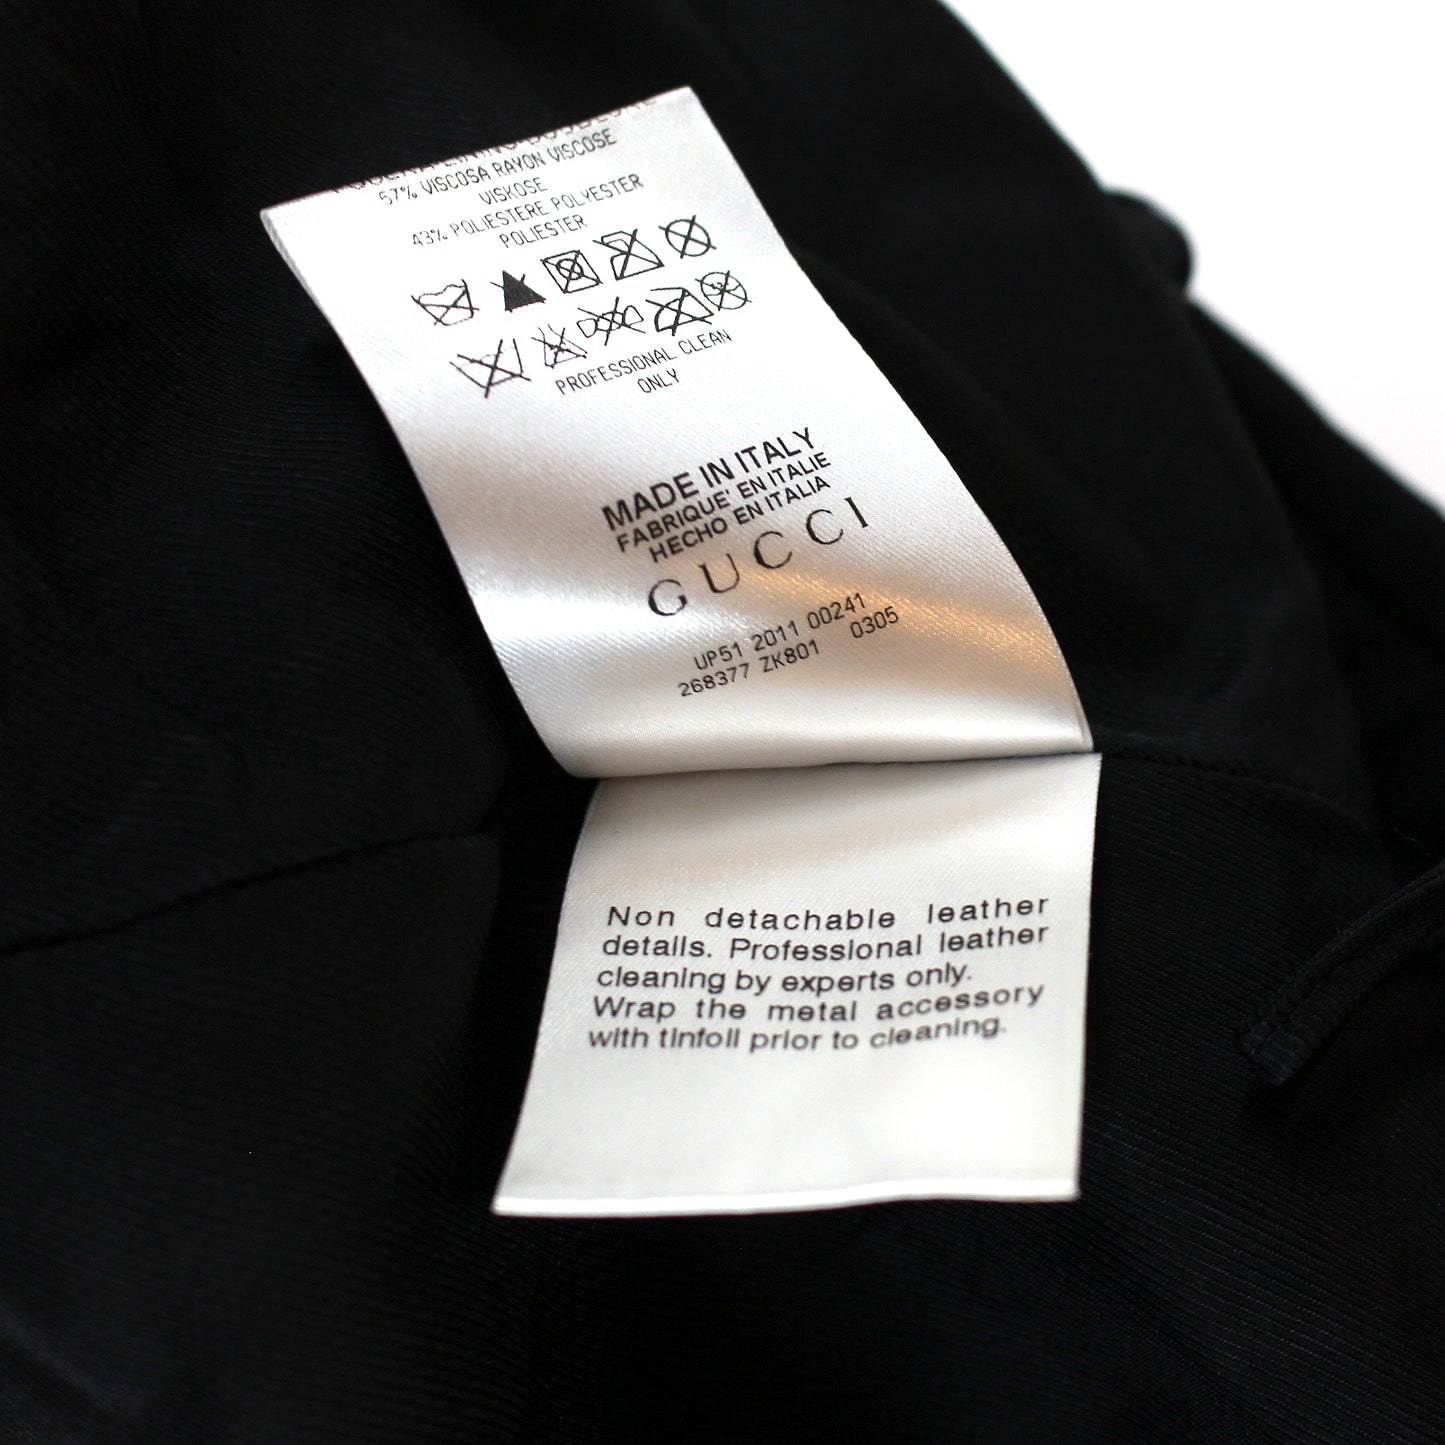 57% VISCOSA RAYON VISCOSE
VISKOSE
43% POLIESTERE POLYESTER
POLIESTER
PROFESSIONAL CLEAN
ONLY
MADE IN ITALY
FABRIQUE' EN ITALIE
HECHO EN ITALIA
GUCCI
UP51 2011 00241
268377 ZK801 0305
Non detachable leather
details. Professional leather
cleaning by experts only.
Wrap the metal accessory
with tinfoil prior to cleaning.